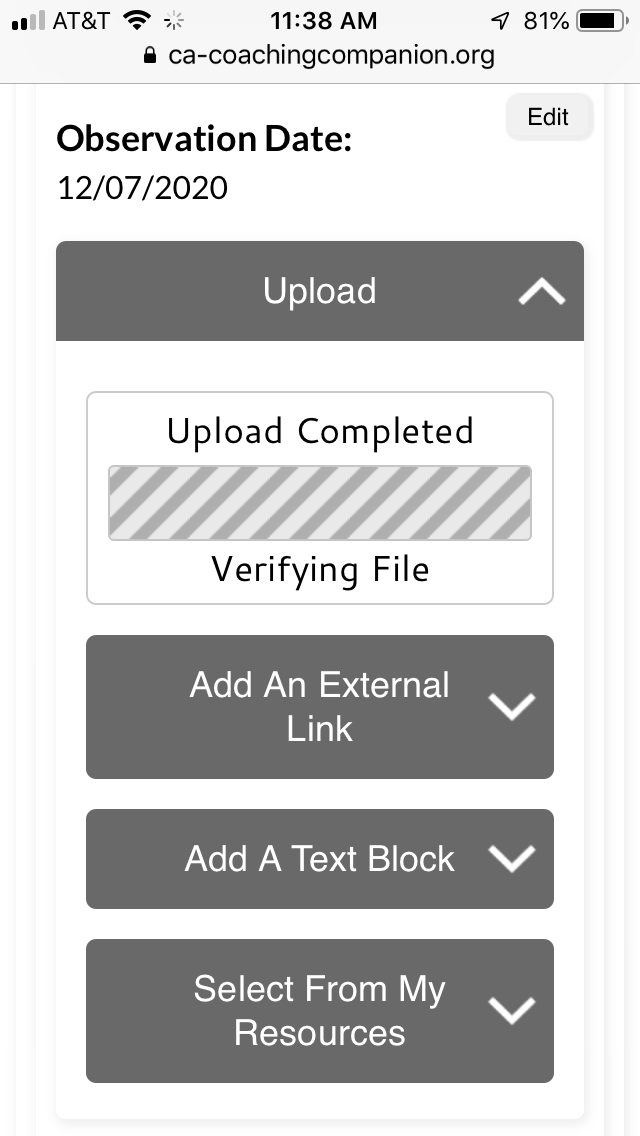 AT&T 11:38 AM 81%
ca-coachingcompanion.org
Edit
Observation Date:
12/07/2020
Upload
Upload Completed
Verifying File
Add An External
Link
Add A Text Block
Select From My
Resources